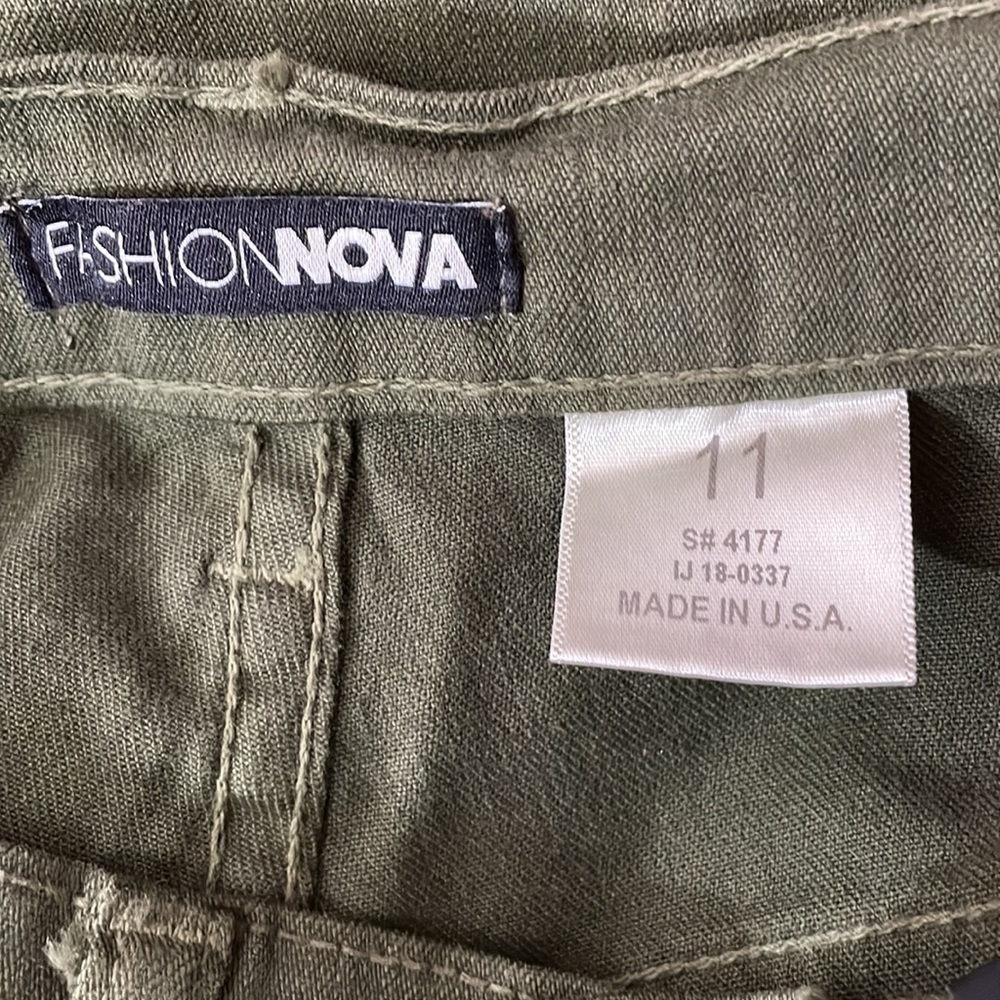 FASHIONNOVA
11
S# 4177
IJ 18-0337
MADE IN U.S.A.